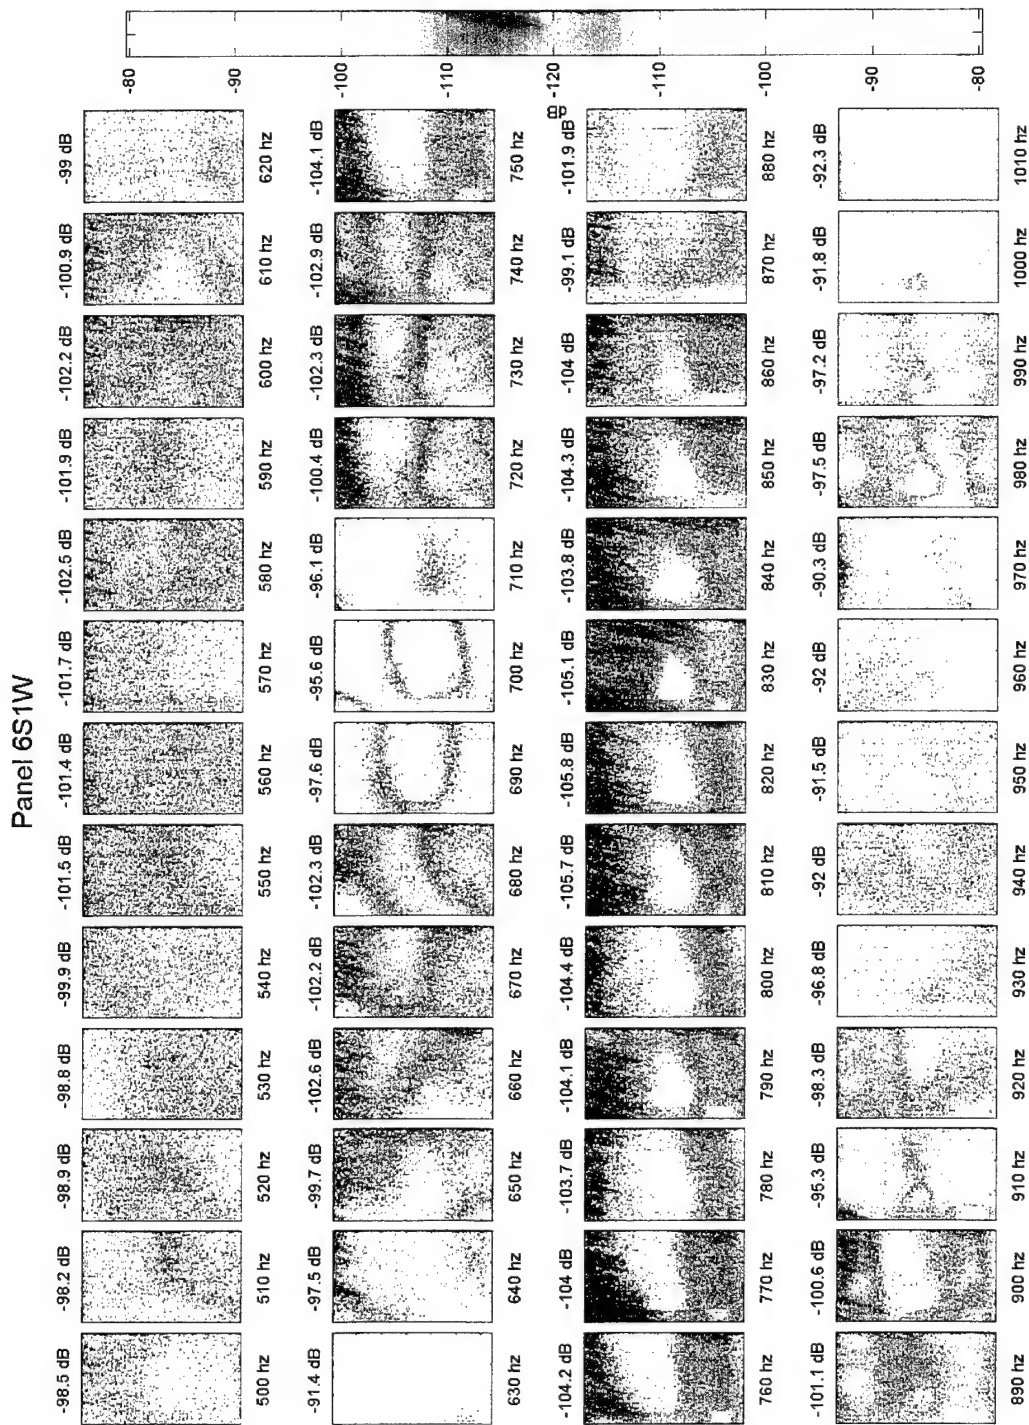 Panel 6S1W
-98.5 dB -98.2 dB -98.9 dB -98.8 dB -99.9 dB -101.5 dB -101.4 dB -101.7 dB -102.5 dB -101.9 dB -102.2 dB -100.9 dB -99 dB
500 hz 510 hz 520 hz 530 hz 540 hz 550 hz 560 hz 570 hz 580 hz 590 hz 600 hz 610 hz 620 hz
-91.4 dB -97.5 dB -99.7 dB -102.6 dB -102.2 dB -102.3 dB -97.6 dB -95.6 dB -96.1 dB -100.4 dB -102.3 dB -102.9 dB -104.1 dB
630 hz 640 hz 650 hz 660 hz 670 hz 680 hz 690 hz 700 hz 710 hz 720 hz 730 hz 740 hz 750 hz
-104.2 dB -104 dB -103.7 dB -104.1 dB -104.4 dB -105.7 dB -105.8 dB -105.1 dB -103.8 dB -104.3 dB -104 dB -99.1 dB -101.9 dB
760 hz 770 hz 780 hz 790 hz 800 hz 810 hz 820 hz 830 hz 840 hz 850 hz 860 hz 870 hz 880 hz
-101.1 dB -100.6 dB -95.3 dB -98.3 dB -96.8 dB -92 dB -91.5 dB -92 dB -90.3 dB -97.5 dB -97.2 dB -91.8 dB -92.3 dB
890 hz 900 hz 910 hz 920 hz 930 hz 940 hz 950 hz 960 hz 970 hz 980 hz 990 hz 1000 hz 1010 hz
dB
-80
-90
-100
-110
-120
-110
-100
-90
-80